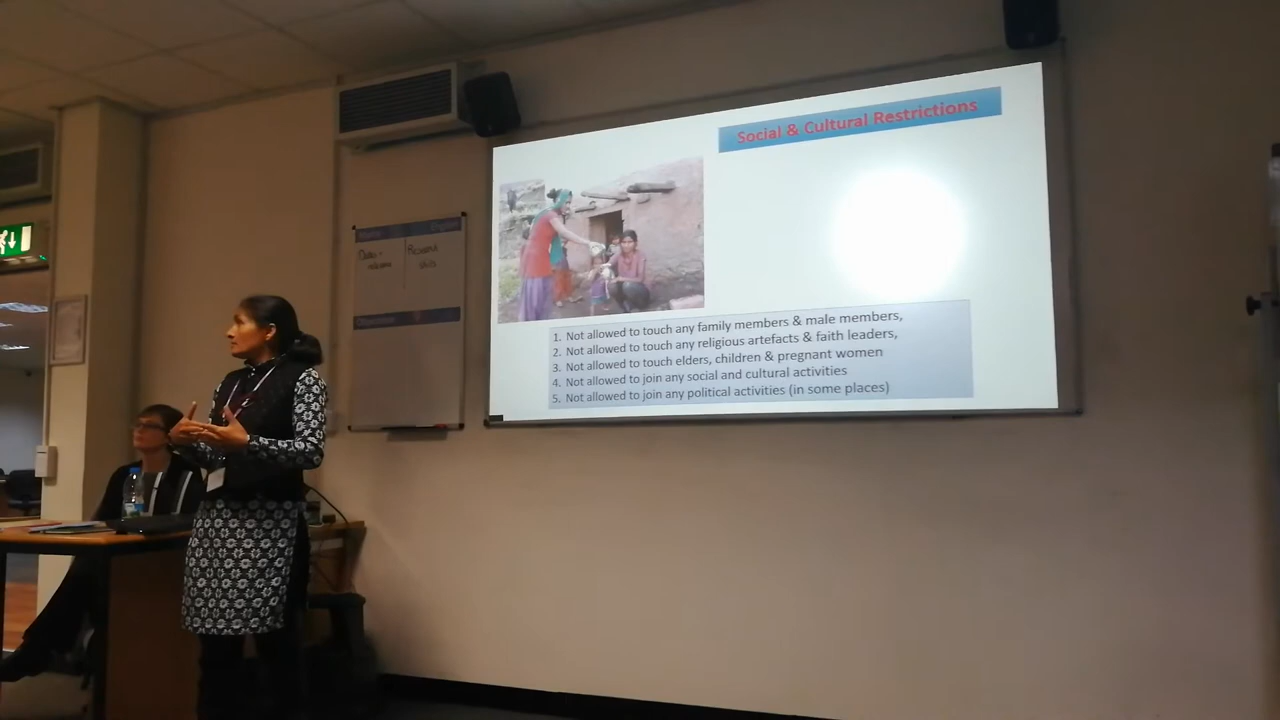 Social & Cultural Restrictions
1. Not allowed to touch any family members & male members,
2. Not allowed to touch any religious artefacts & faith leaders,
3. Not allowed to touch elders, children & pregnant women
4. Not allowed to join any social and cultural activities
5. Not allowed to join any political activities (in some places)